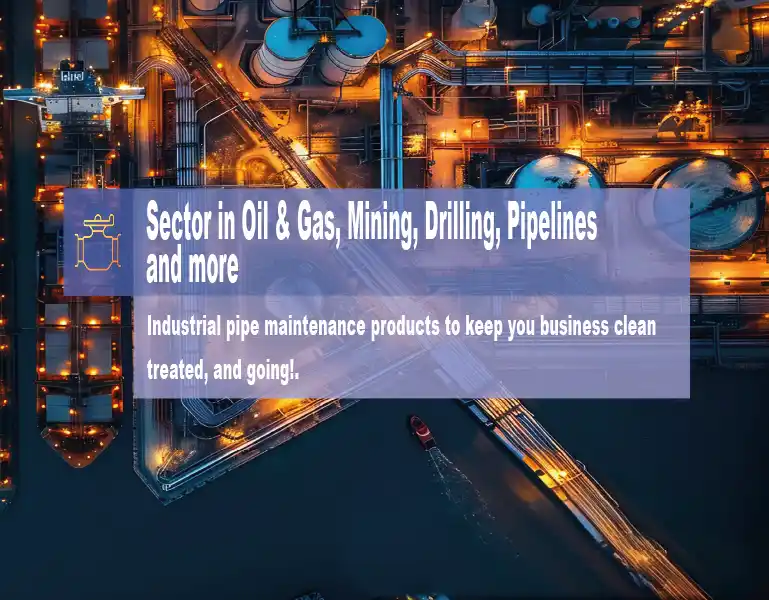 Sector in Oil & Gas, Mining, Drilling, Pipelines
and more
Industrial pipe maintenance products to keep you business clean
treated, and going!.